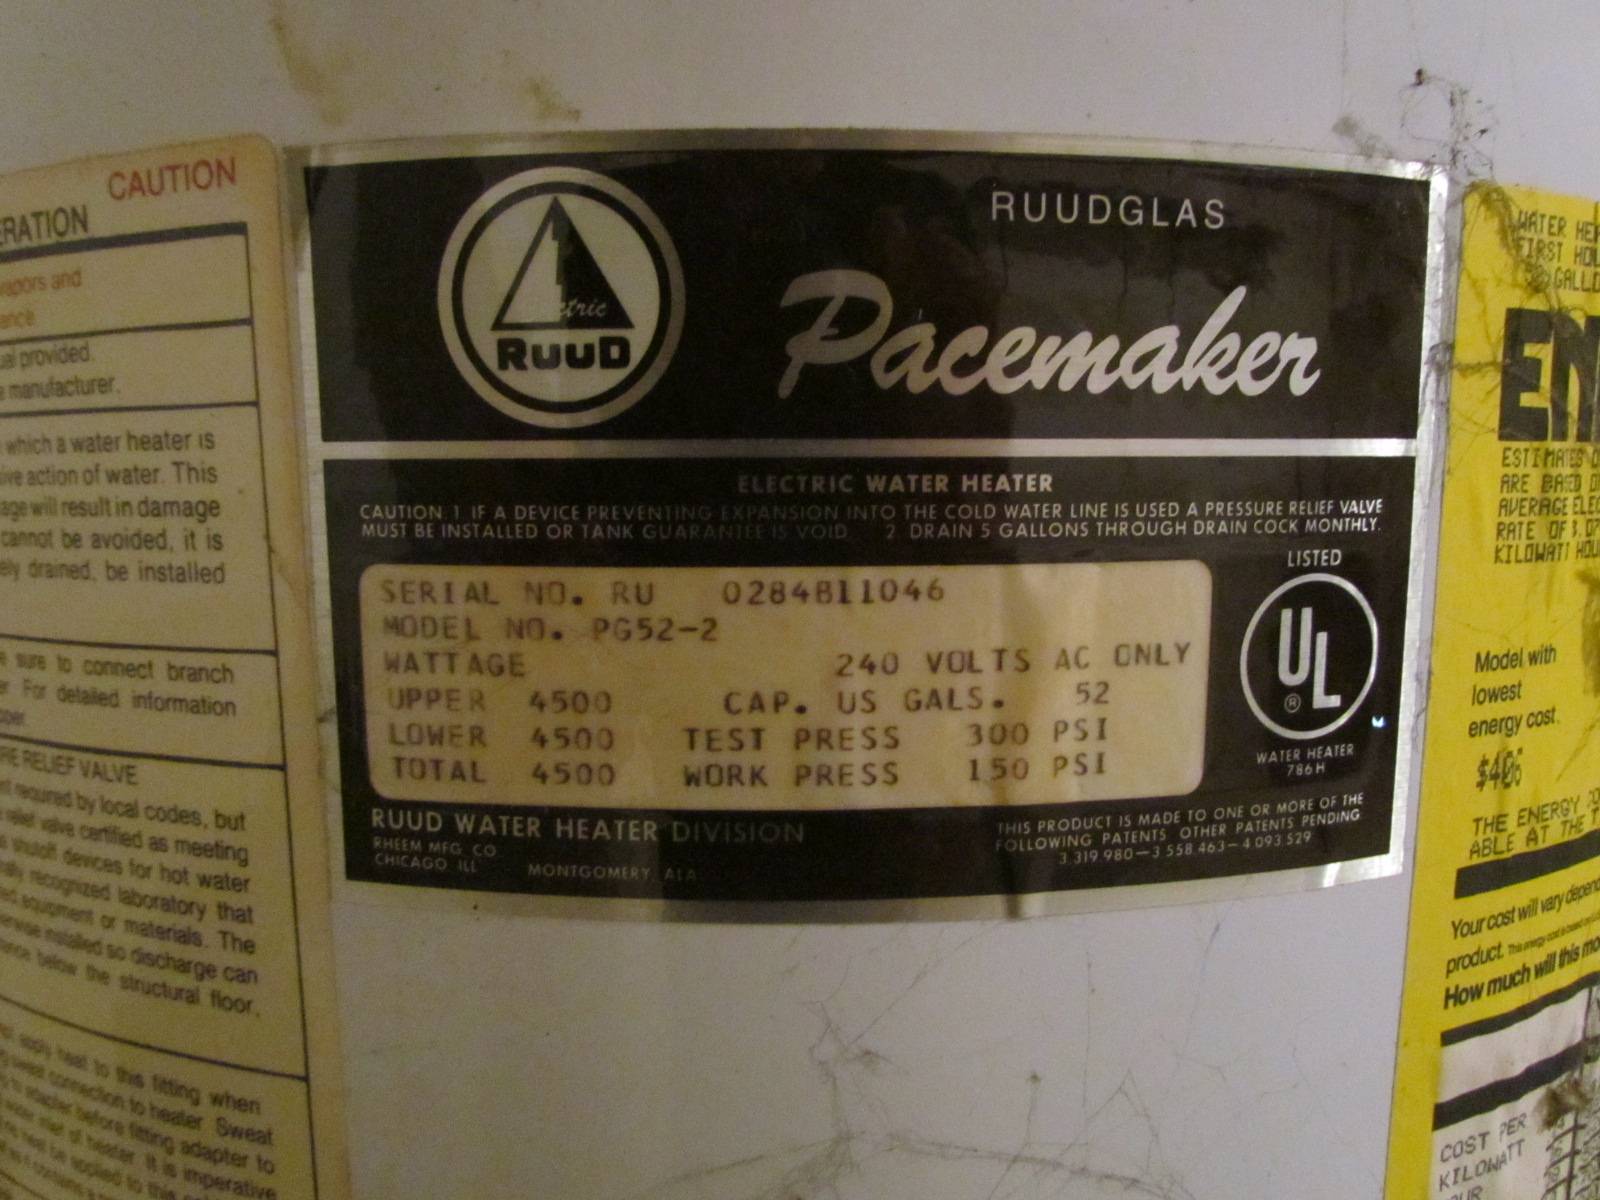 CAUTION
ERATION
vapors and
ual provided.
manufacturer.
which a water heater is
ive action of water. This
age will result in damage
cannot be avoided, it is
ely drained, be installed
sure to connect branch
For detailed information
RELIEF VALVE
required by local codes, but
relief valve certified as meeting
shutoff devices for hot water
recognized laboratory that
equipment or materials. The
installed so discharge can
below the structural floor.
apply heat to this fitting when
sweat connection to heater. Sweat
to adapter before fitting adapter to
inlet of heater. It is imperative
RUUDGLAS
ctric
RUUD
Pacemaker
ELECTRIC WATER HEATER
CAUTION 1 IF A DEVICE PREVENTING EXPANSION INTO THE COLD WATER LINE IS USED A PRESSURE RELIEF VALVE
MUST BE INSTALLED OR TANK GUARANTEE IS VOID 2. DRAIN 5 GALLONS THROUGH DRAIN COCK MONTHLY.
SERIAL NO. RU 0284B11046
MODEL NO. PG52-2
WATTAGE 240 VOLTS AC ONLY
UPPER 4500 CAP. US GALS. 52
LOWER 4500 TEST PRESS 300 PSI
TOTAL 4500 WORK PRESS 150 PSI
LISTED
UL
®
WATER HEATER
786H
RUUD WATER HEATER DIVISION
RHEEM MFG. CO
CHICAGO ILL MONTGOMERY, ALA
THIS PRODUCT IS MADE TO ONE OR MORE OF THE
FOLLOWING PATENTS OTHER PATENTS PENDING
3.319.980—3 558.463—4 093.529
WATER HE
FIRST HO
GALLO
EN
ESTIMATES O
ARE BASED O
AVERAGE ELEC
RATE OF
KILOWATT HOU
Model with
lowest
energy cost.
THE ENERGY
ABLE AT THE T
Your cost will vary depend
product.
How much will this mo
COST PER
KILOWATT